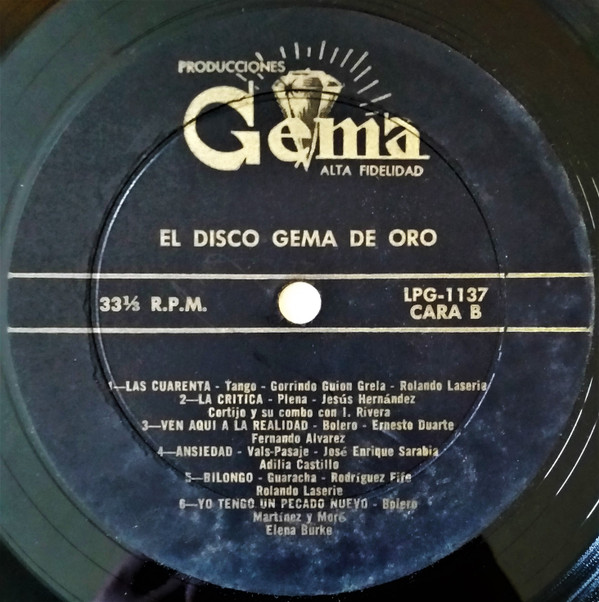 PRODUCCIONES
Gema
ALTA FIDELIDAD
EL DISCO GEMA DE ORO
33⅓ R.P.M.
LPG-1137
CARA B
1—LAS CUARENTA - Tango - Gorrindo Guion Grela - Rolando Laserie
2—LA CRITICA - Plena - Jesús Hernández
Cortijo y su combo con I. Rivera
3—VEN AQUI A LA REALIDAD - Bolero - Ernesto Duarte
Fernando Alvarez
4—ANSIEDAD - Vals-Pasaje - José Enrique Sarabia
Adilia Castillo
5—BILONGO - Guaracha - Rodríguez Fife
Rolando Laserie
6—YO TENGO UN PECADO NUEVO - Bolero
Martínez y Moré
Elena Burke